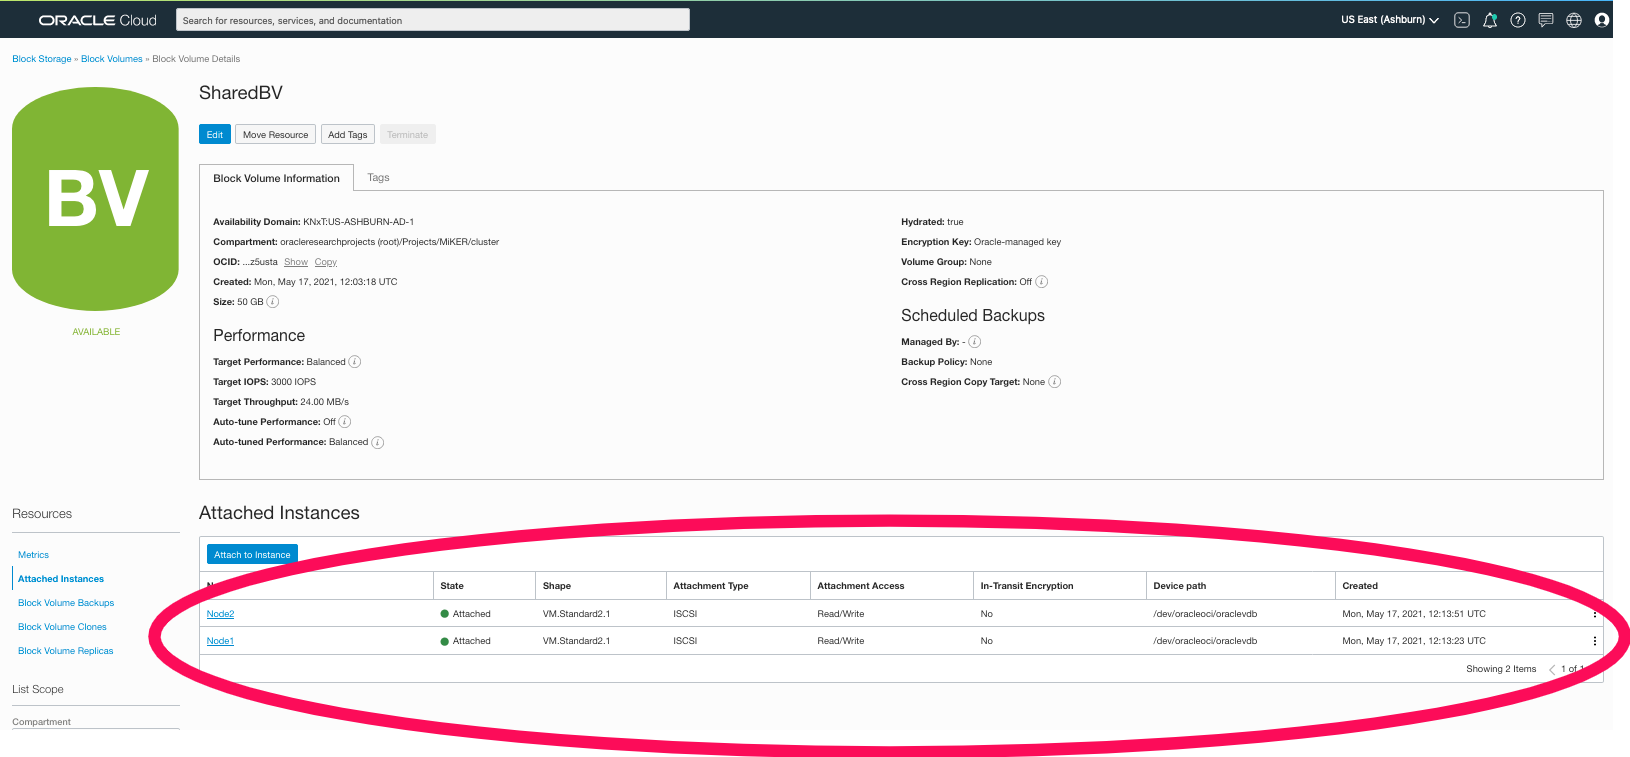 ORACLE Cloud
Search for resources, services, and documentation
US East (Ashburn)
Block Storage » Block Volumes » Block Volume Details
BV
AVAILABLE
SharedBV
Edit Move Resource Add Tags Terminate
Block Volume Information Tags
Availability Domain: KNxT:US-ASHBURN-AD-1
Compartment: oracleresearchprojects (root)/Projects/MiKER/cluster
OCID: ...z5usta Show Copy
Created: Mon, May 17, 2021, 12:03:18 UTC
Size: 50 GB
Performance
Target Performance: Balanced
Target IOPS: 3000 IOPS
Target Throughput: 24.00 MB/s
Auto-tune Performance: Off
Auto-tuned Performance: Balanced
Hydrated: true
Encryption Key: Oracle-managed key
Volume Group: None
Cross Region Replication: Off
Scheduled Backups
Managed By: -
Backup Policy: None
Cross Region Copy Target: None
Resources
Metrics
Attached Instances
Block Volume Backups
Block Volume Clones
Block Volume Replicas
List Scope
Compartment
Attached Instances
Attach to Instance
State Shape Attachment Type Attachment Access In-Transit Encryption Device path Created
Node2 Attached VM.Standard2.1 ISCSI Read/Write No /dev/oracleoci/oraclevdb Mon, May 17, 2021, 12:13:51 UTC
Node1 Attached VM.Standard2.1 ISCSI Read/Write No /dev/oracleoci/oraclevdb Mon, May 17, 2021, 12:13:23 UTC
Showing 2 Items 1 of 1